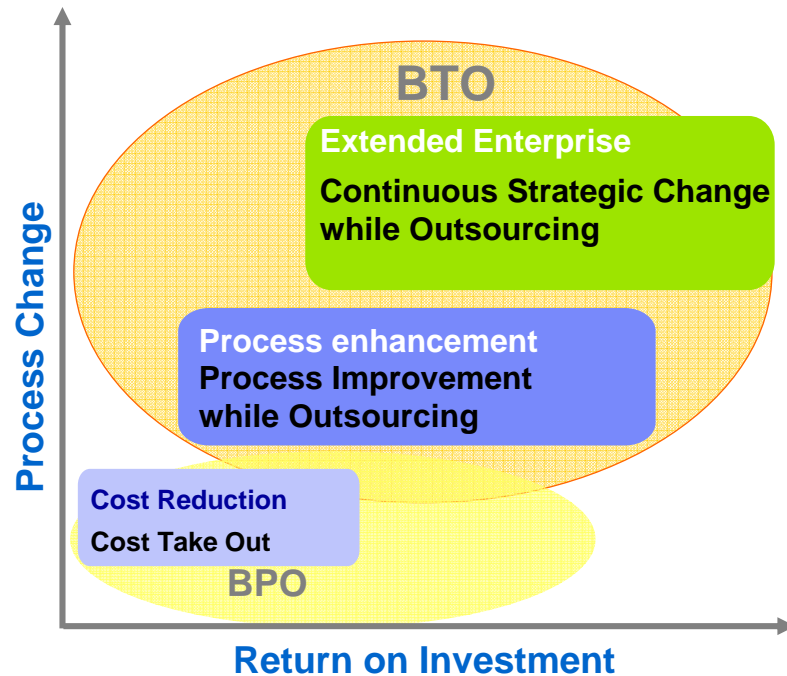 BTO
Extended Enterprise
Continuous Strategic Change
while Outsourcing
Process enhancement
Process Improvement
while Outsourcing
Cost Reduction
Cost Take Out
BPO
Process Change
Return on Investment